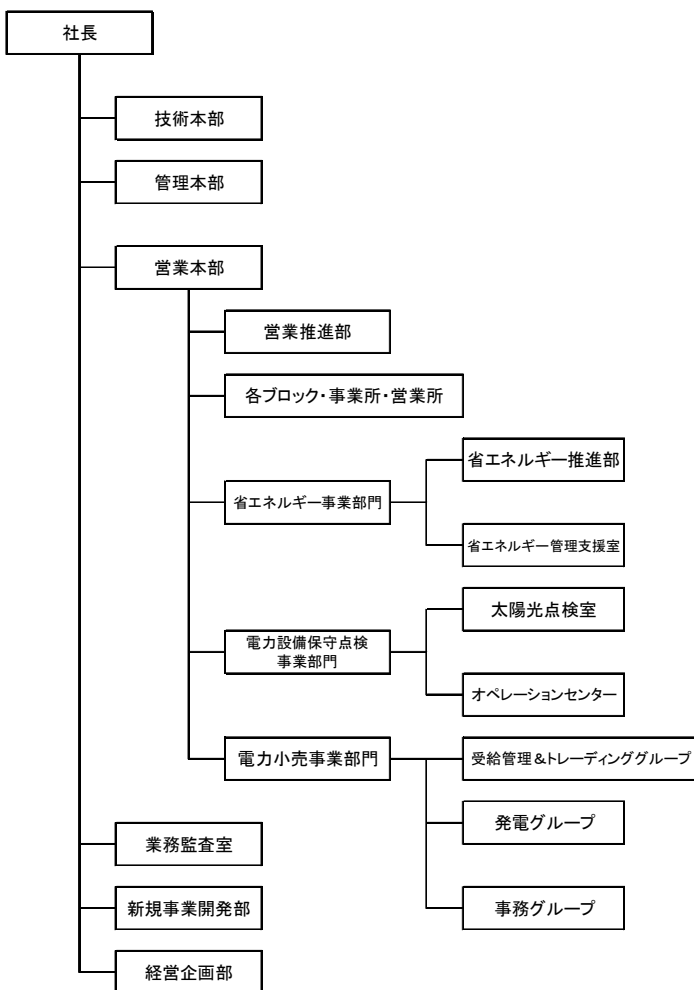 社長
技術本部
管理本部
営業本部
営業推進部
各ブロック・事業所・営業所
省エネルギー事業部門
省エネルギー推進部
省エネルギー管理支援室
電力設備保守点検
事業部門
太陽光点検室
オペレーションセンター
電力小売事業部門
受給管理&トレーディンググループ
発電グループ
事務グループ
業務監査室
新規事業開発部
経営企画部